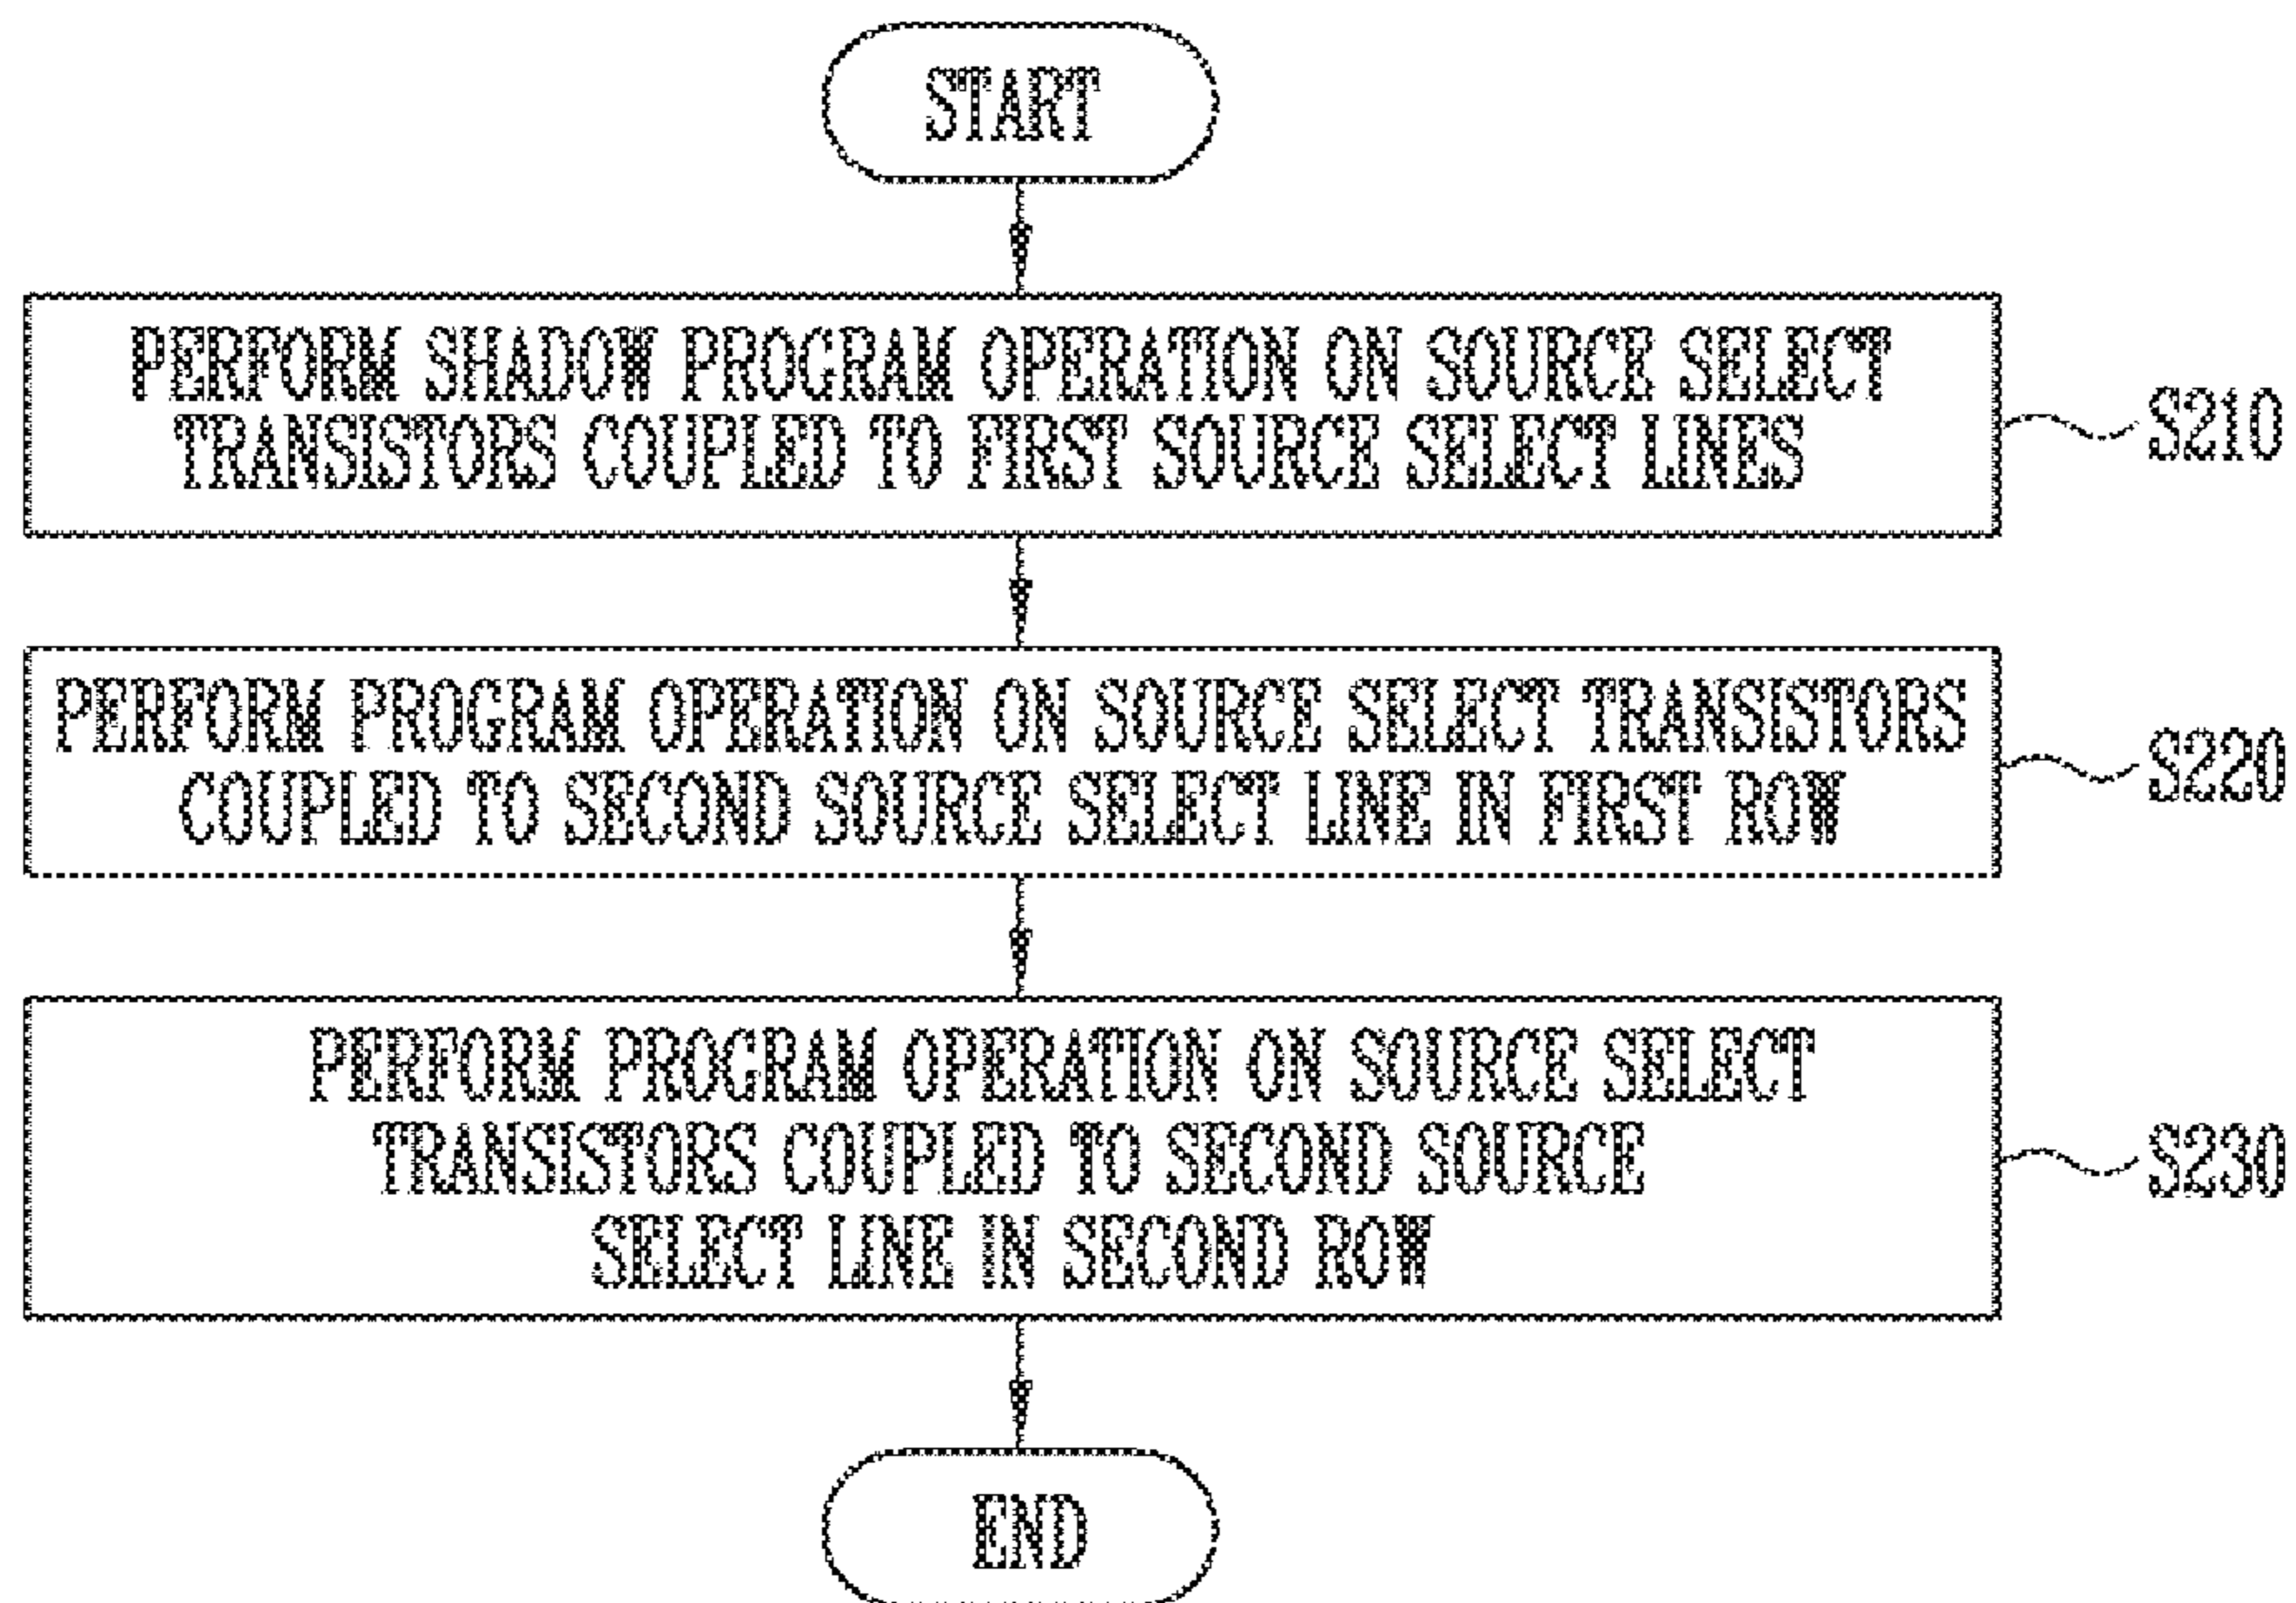 START
PERFORM SHADOW PROGRAM OPERATION ON SOURCE SELECT
TRANSISTORS COUPLED TO FIRST SOURCE SELECT LINES
S210
PERFORM PROGRAM OPERATION ON SOURCE SELECT TRANSISTORS
COUPLED TO SECOND SOURCE SELECT LINE IN FIRST ROW
S220
PERFORM PROGRAM OPERATION ON SOURCE SELECT
TRANSISTORS COUPLED TO SECOND SOURCE
SELECT LINE IN SECOND ROW
S230
END